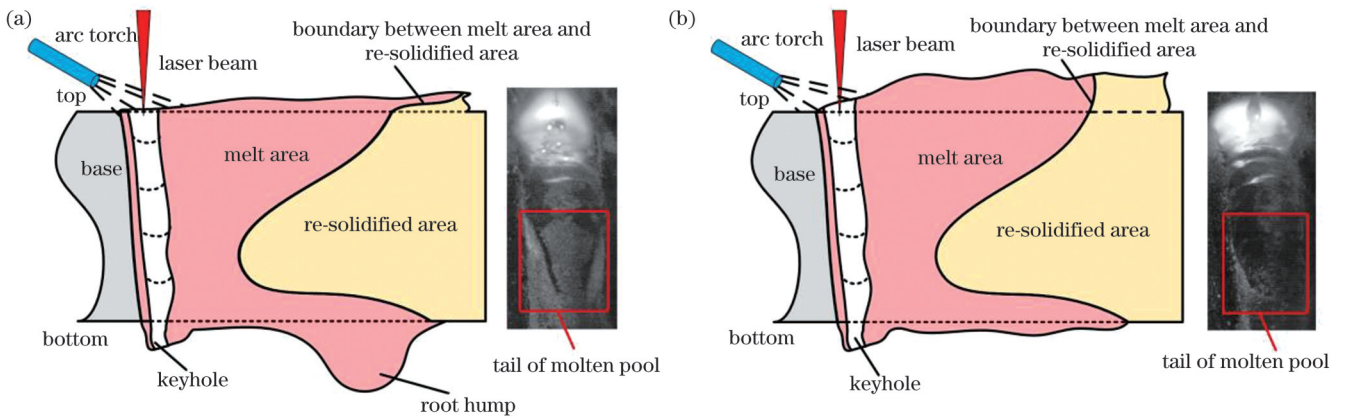 (a)
arc torch
laser beam
boundary between melt area and
re-solidified area
top
base
melt area
re-solidified area
bottom
keyhole
root hump
tail of molten pool
(b)
arc torch
laser beam
boundary between melt area and
re-solidified area
top
base
melt area
re-solidified area
bottom
keyhole
tail of molten pool